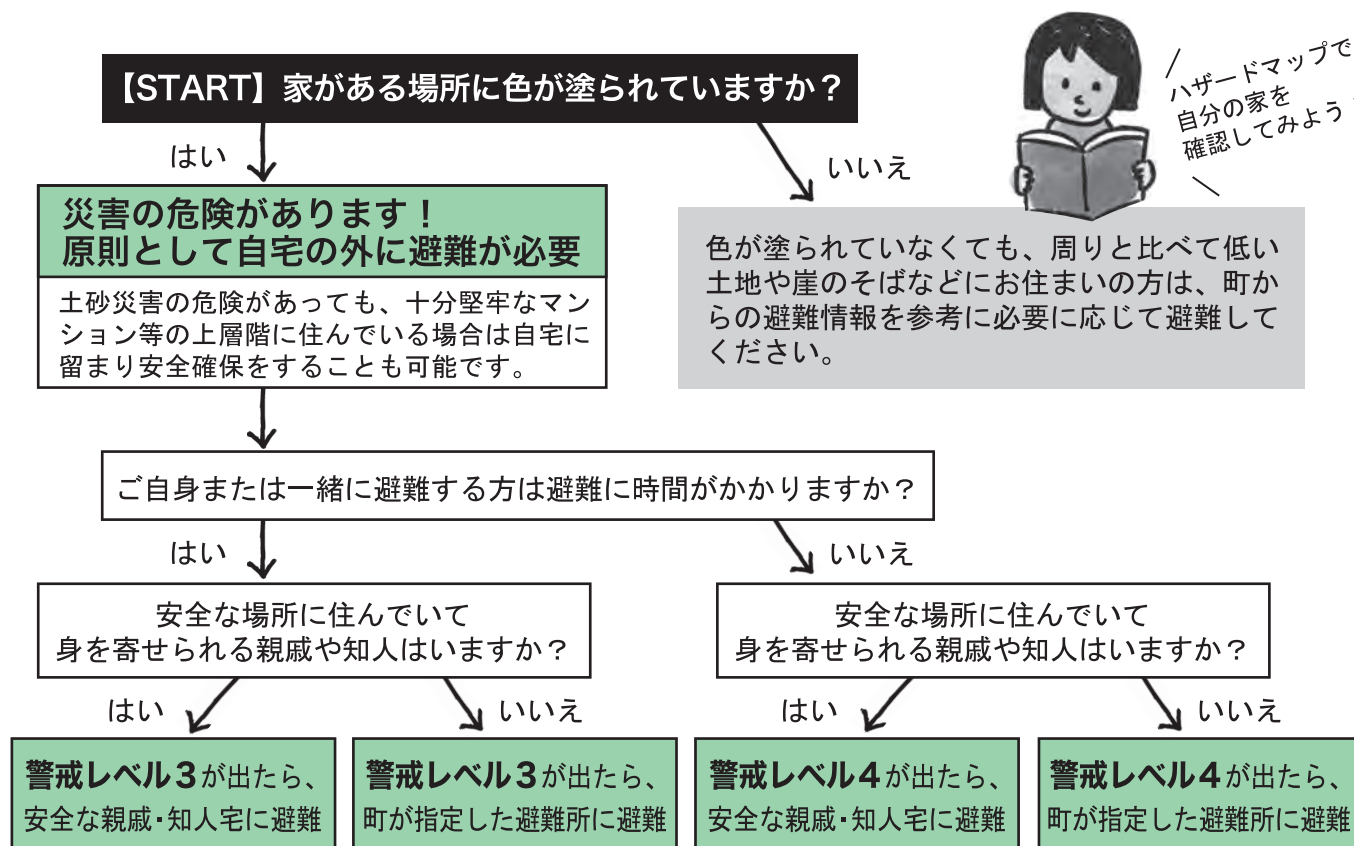 【START】家がある場所に色が塗られていますか？
ハザードマップで
自分の家を
確認してみよう
はい
いいえ
災害の危険があります！
原則として自宅の外に避難が必要
土砂災害の危険があっても、十分堅牢なマン
ション等の上層階に住んでいる場合は自宅に
留まり安全確保をすることも可能です。
色が塗られていなくても、周りと比べて低い
土地や崖のそばなどにお住まいの方は、町か
らの避難情報を参考に必要に応じて避難して
ください。
ご自身または一緒に避難する方は避難に時間がかかりますか？
はい
いいえ
安全な場所に住んでいて
身を寄せられる親戚や知人はいますか？
安全な場所に住んでいて
身を寄せられる親戚や知人はいますか？
はい
いいえ
はい
いいえ
警戒レベル３が出たら、
安全な親戚・知人宅に避難
警戒レベル３が出たら、
町が指定した避難所に避難
警戒レベル４が出たら、
安全な親戚・知人宅に避難
警戒レベル４が出たら、
町が指定した避難所に避難